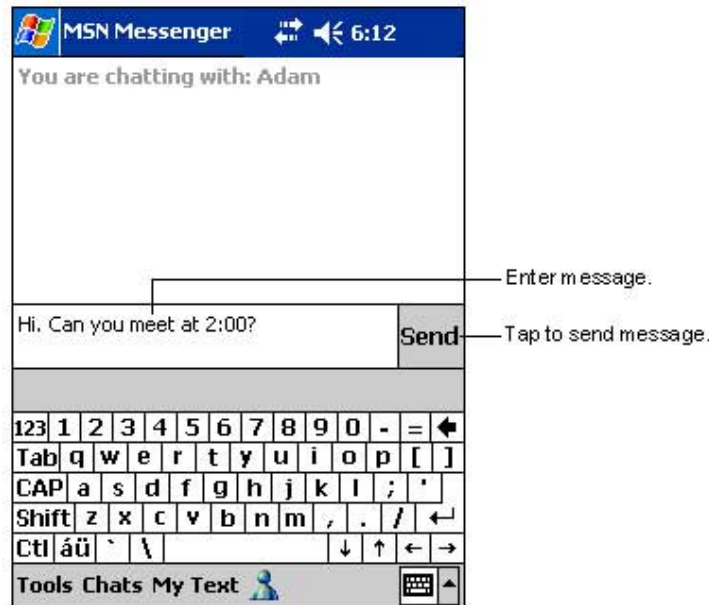 MSN Messenger 6:12
You are chatting with: Adam
Enter message.
Hi. Can you meet at 2:00?
Send
Tap to send message.
123 1 2 3 4 5 6 7 8 9 0 - = 🡄
Tab q w e r t y u i o p [ ]
CAP a s d f g h j k l ; '
Shift z x c v b n m , . / ↵
Ctl áü ` \ ↓ ↑ ← →
Tools Chats My Text